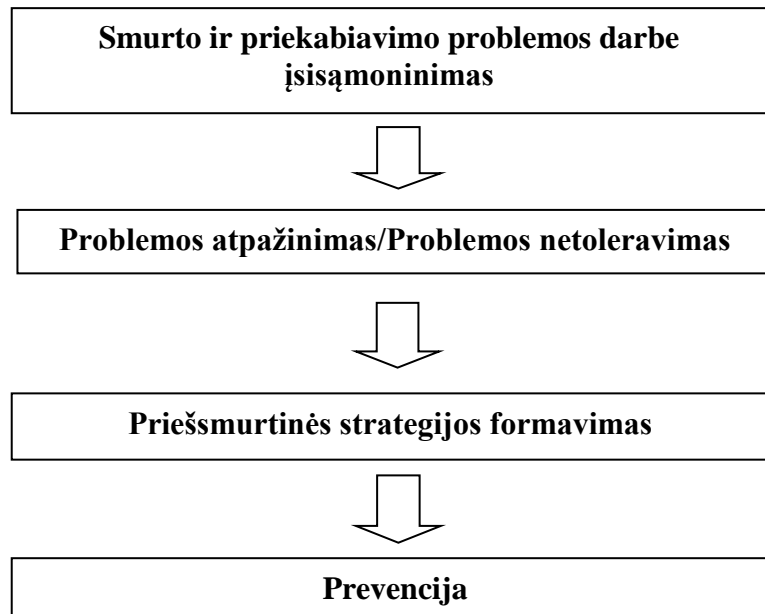 Smurto ir priekabiavimo problemos darbe
įsisąmoninimas
Problemos atpažinimas/Problemos netoleravimas
Priešsmurtinės strategijos formavimas
Prevencija